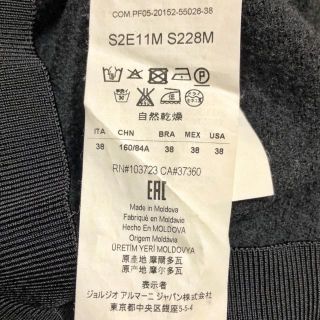 COM.PF05-20152-55026-38
S2E11M S228M
自然乾燥
ITA CHN BRA MEX USA
38 160/84A 38 38 38
RN#103723 CA#37360
EAC
Made in Moldova
Fabriqué en Moldavie
Hecho En MOLDOVA
Origem Moldavia
ÜRETİM YERİ MOLDOVYA
原產地 摩爾多瓦
原产地 摩尔多瓦
表示者
ジョルジオ アルマーニ ジャパン株式会社
東京都中央区銀座5-5-4